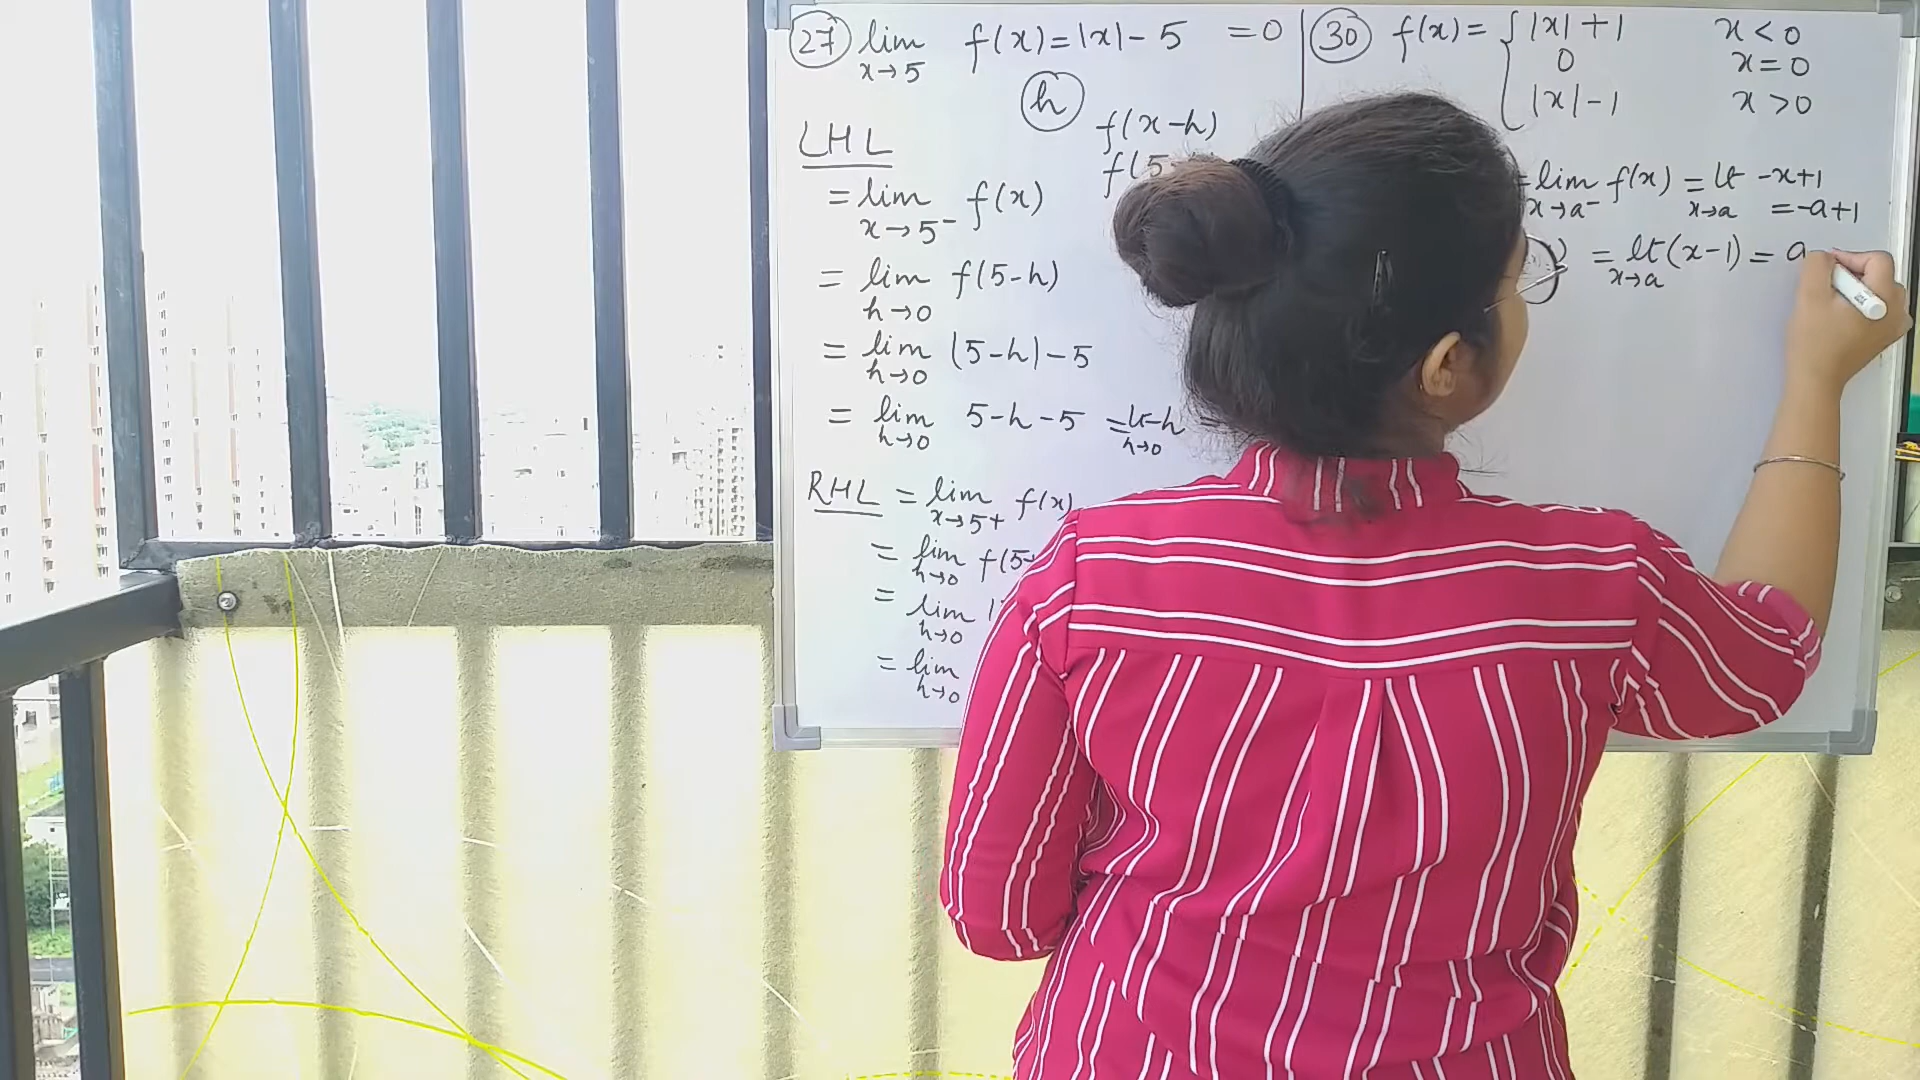 27 lim f(x)=|x|-5 =0
x→5
h
f(x-h)
f(5
LHL
= lim f(x)
x→5⁻
= lim f(5-h)
h→0
= lim |5-h|-5
h→0
= lim 5-h-5 = lt -h =
h→0 h→0
RHL = lim f(x)
x→5+
= lim f(5+
h→0
= lim |
h→0
= lim
h→0
30 f(x)= { |x|+1 x<0
0 x=0
|x|-1 x>0
= lim f(x) = lt -x+1
x→a⁻ x→a = -a+1
) = lt (x-1) = a
x→a